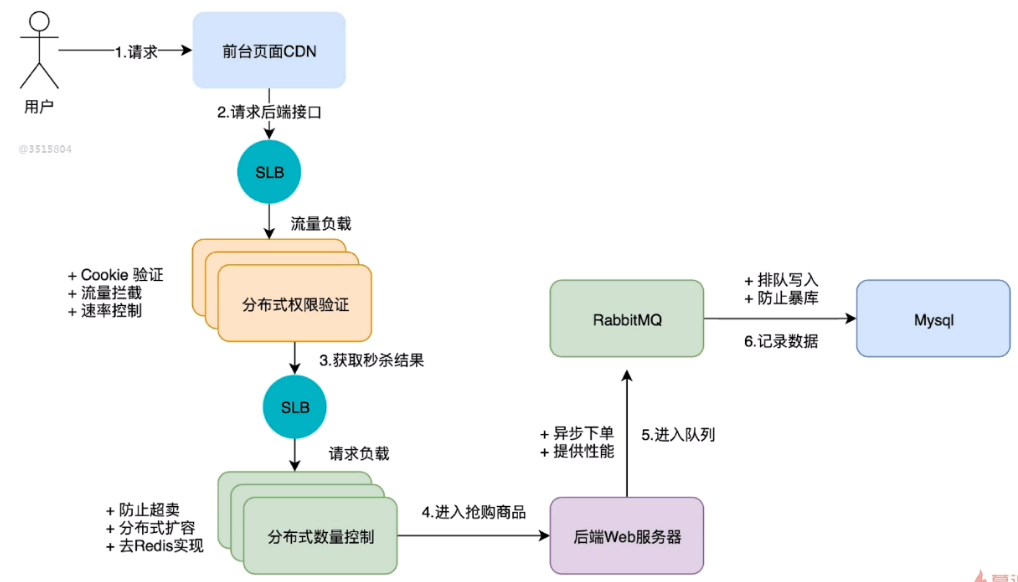 1.请求
前台页面CDN
用户
2.请求后端接口
@3515804
SLB
流量负载
+ Cookie 验证
+ 流量拦截
+ 速率控制
分布式权限验证
3.获取秒杀结果
SLB
请求负载
+ 防止超卖
+ 分布式扩容
+ 去Redis实现
分布式数量控制
4.进入抢购商品
后端Web服务器
+ 异步下单
+ 提供性能
5.进入队列
RabbitMQ
+ 排队写入
+ 防止暴库
6.记录数据
Mysql